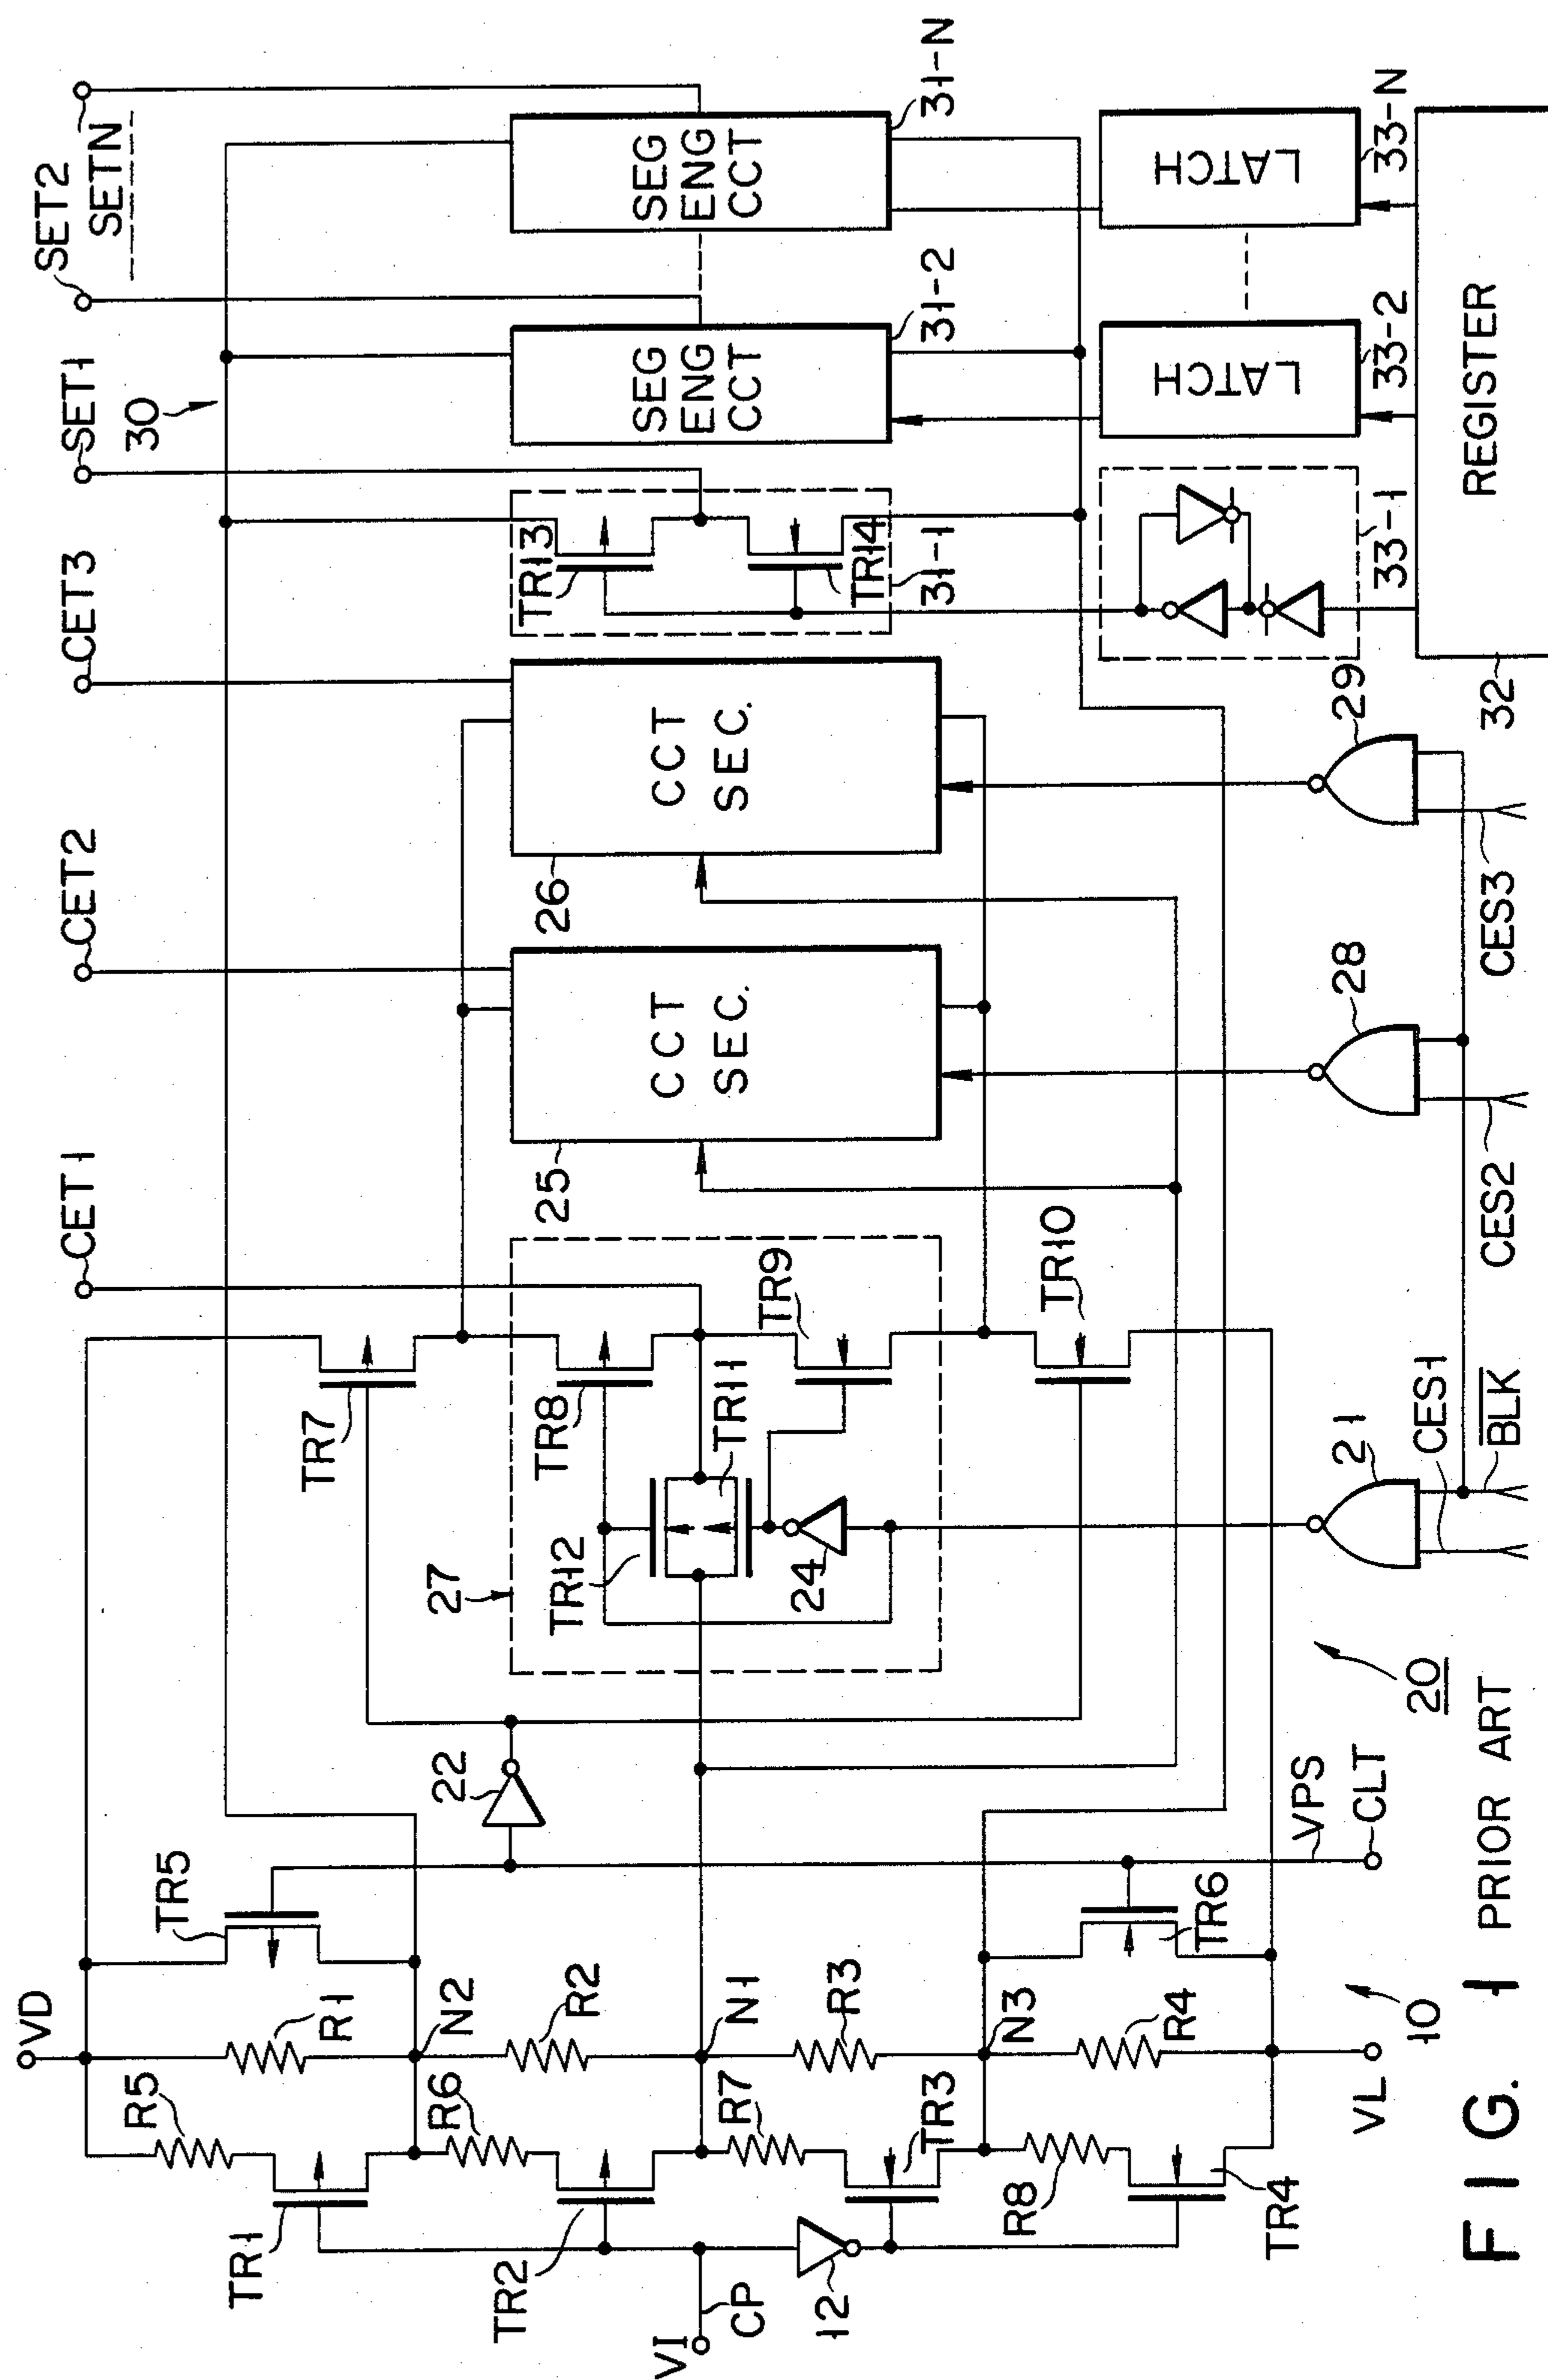 VD
R5
R1
TR5
TR1
N2
R6
R2
TR2
VI
CP
N1
R7
R3
12
TR3
N3
R8
R4
TR4
TR6
VL
10
VPS
CLT
22
TR7
27
TR8
TR12
TR11
24
TR9
TR10
20
21
CES1
BLK
CET1
25
CCT
SEC.
CET2
28
CES2
26
CCT
SEC.
CET3
29
CES3
SET1
30
TR13
TR14
31-1
33-1
32
REGISTER
SET2
SETN
SEG
ENG
CCT
31-2
LATCH
33-2
SEG
ENG
CCT
31-N
LATCH
33-N
FIG. 1 PRIOR ART